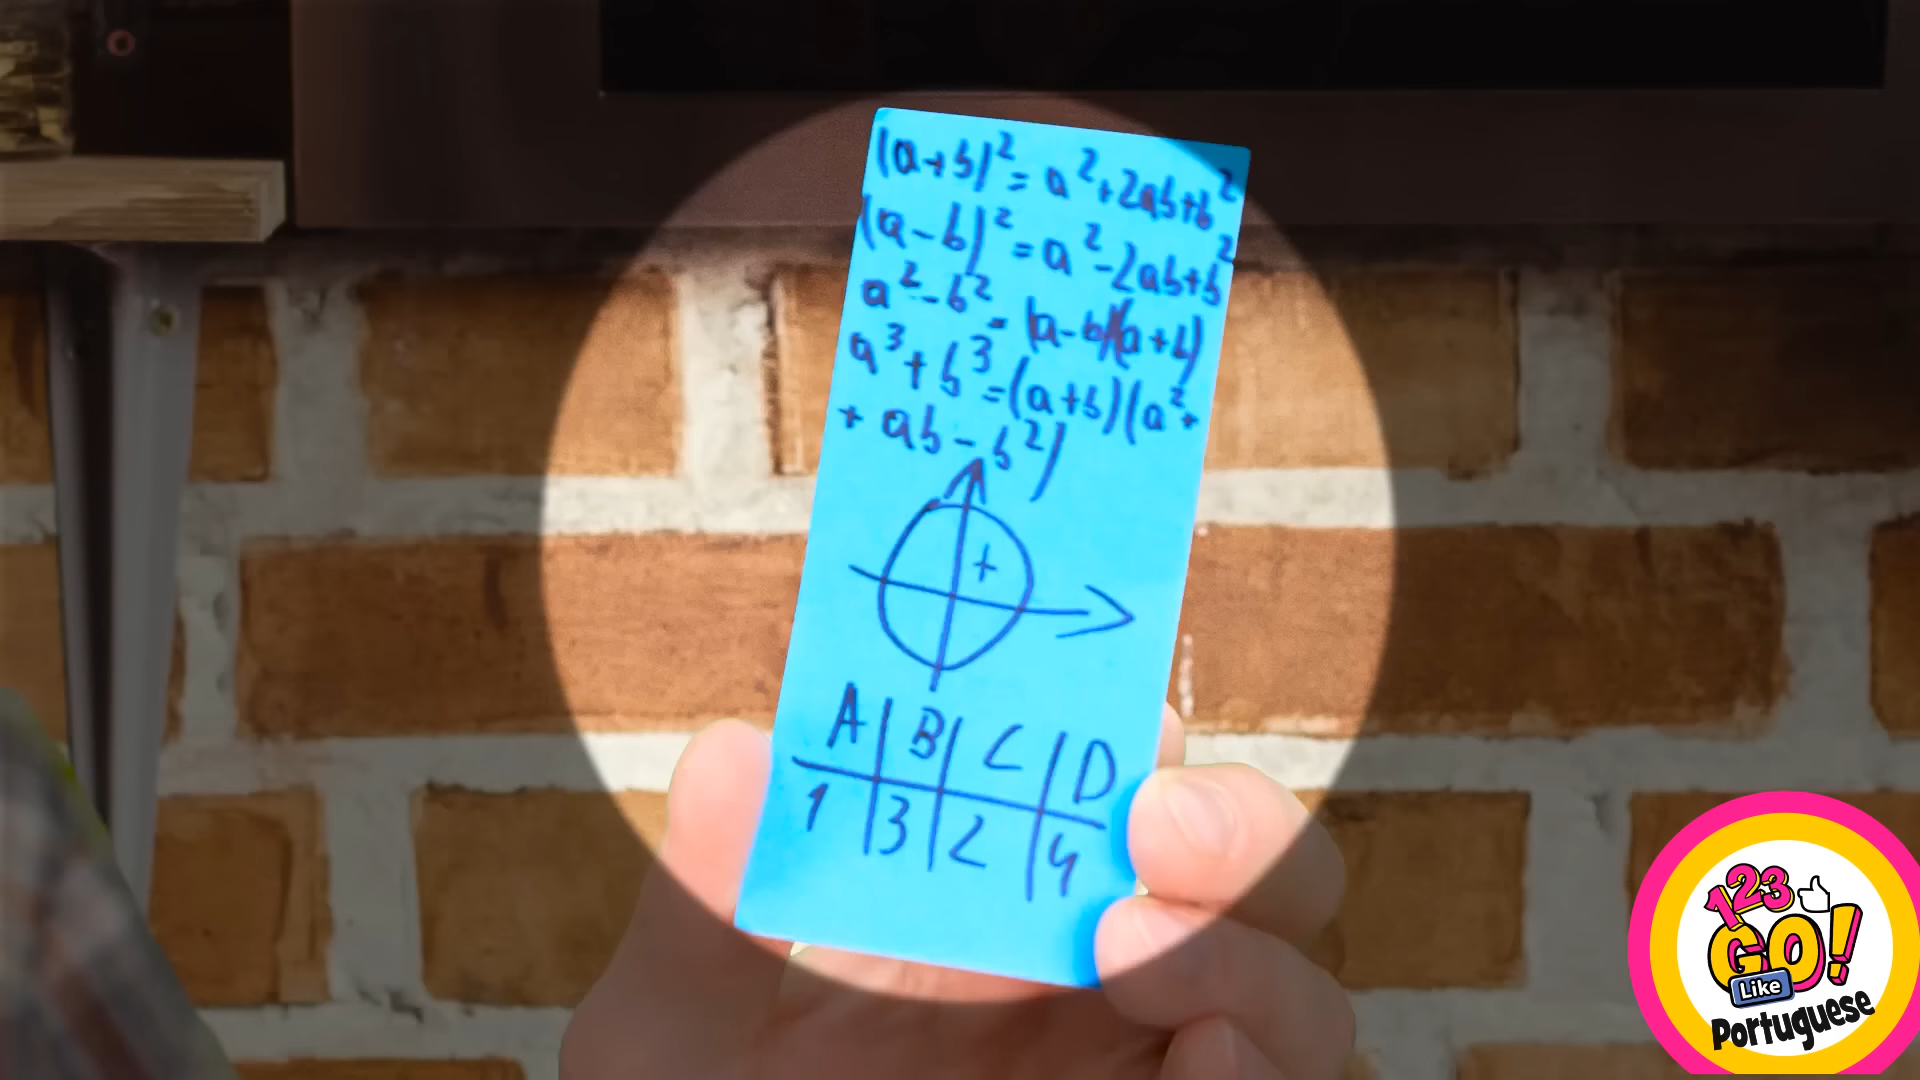 (a+b)²= a²+2ab+b²
(a-b)²=a²-2ab+b²
a²-b²=(a-b)(a+b)
a³+b³=(a+b)(a²+
+ab-b²)
+
A | B | C | D
1 | 3 | 2 | 4
123
GO!
Like
Portuguese